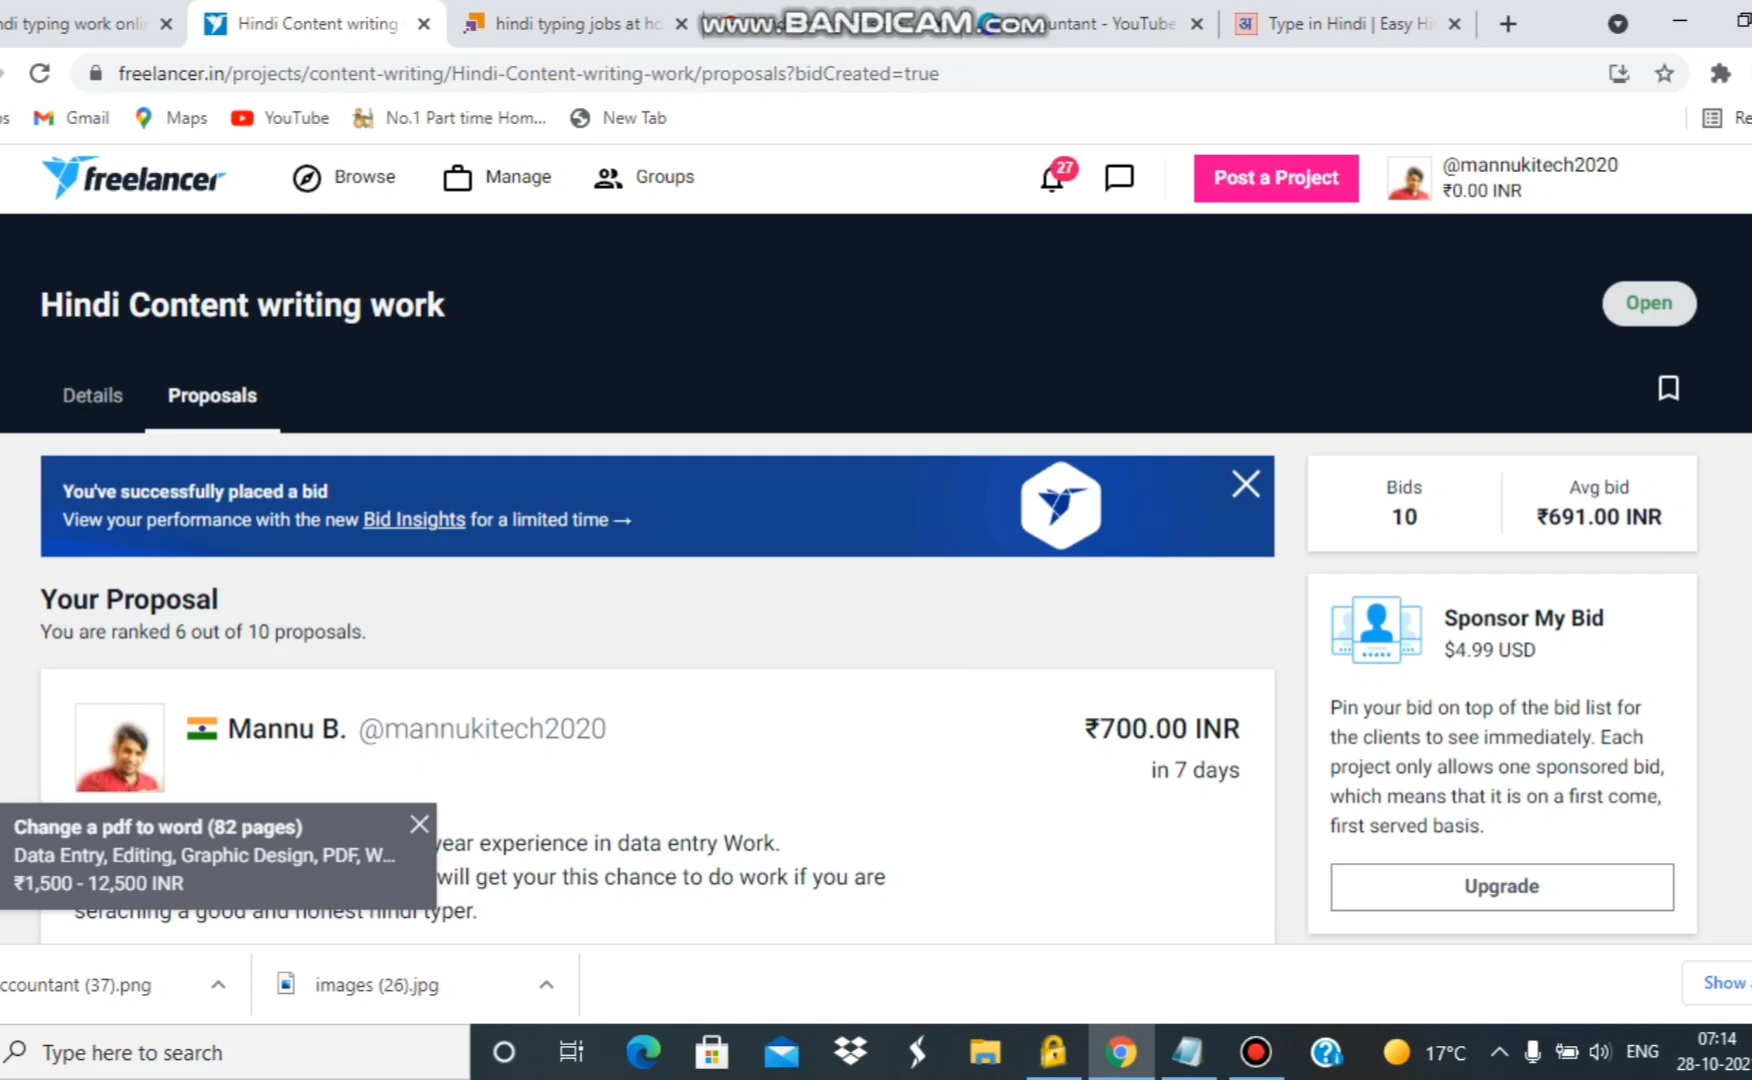 ndi typing work onli
Hindi Content writing
hindi typing jobs at ho
www.BANDICAM.com
untant - YouTube
Type in Hindi | Easy Hi
freelancer.in/projects/content-writing/Hindi-Content-writing-work/proposals?bidCreated=true
Gmail
Maps
YouTube
No.1 Part time Hom...
New Tab
Re
freelancer
Browse
Manage
Groups
27
Post a Project
@mannukitech2020
₹0.00 INR
Hindi Content writing work
Open
Details
Proposals
You've successfully placed a bid
View your performance with the new Bid Insights for a limited time →
Bids
10
Avg bid
₹691.00 INR
Your Proposal
You are ranked 6 out of 10 proposals.
Sponsor My Bid
$4.99 USD
Pin your bid on top of the bid list for
the clients to see immediately. Each
project only allows one sponsored bid,
which means that it is on a first come,
first served basis.
Upgrade
Mannu B. @mannukitech2020
₹700.00 INR
in 7 days
Change a pdf to word (82 pages)
Data Entry, Editing, Graphic Design, PDF, W...
₹1,500 - 12,500 INR
year experience in data entry Work.
will get your this chance to do work if you are
seraching a good and honest hindi typer.
ccountant (37).png
images (26).jpg
Show
Type here to search
17°C
ENG
07:14
28-10-202